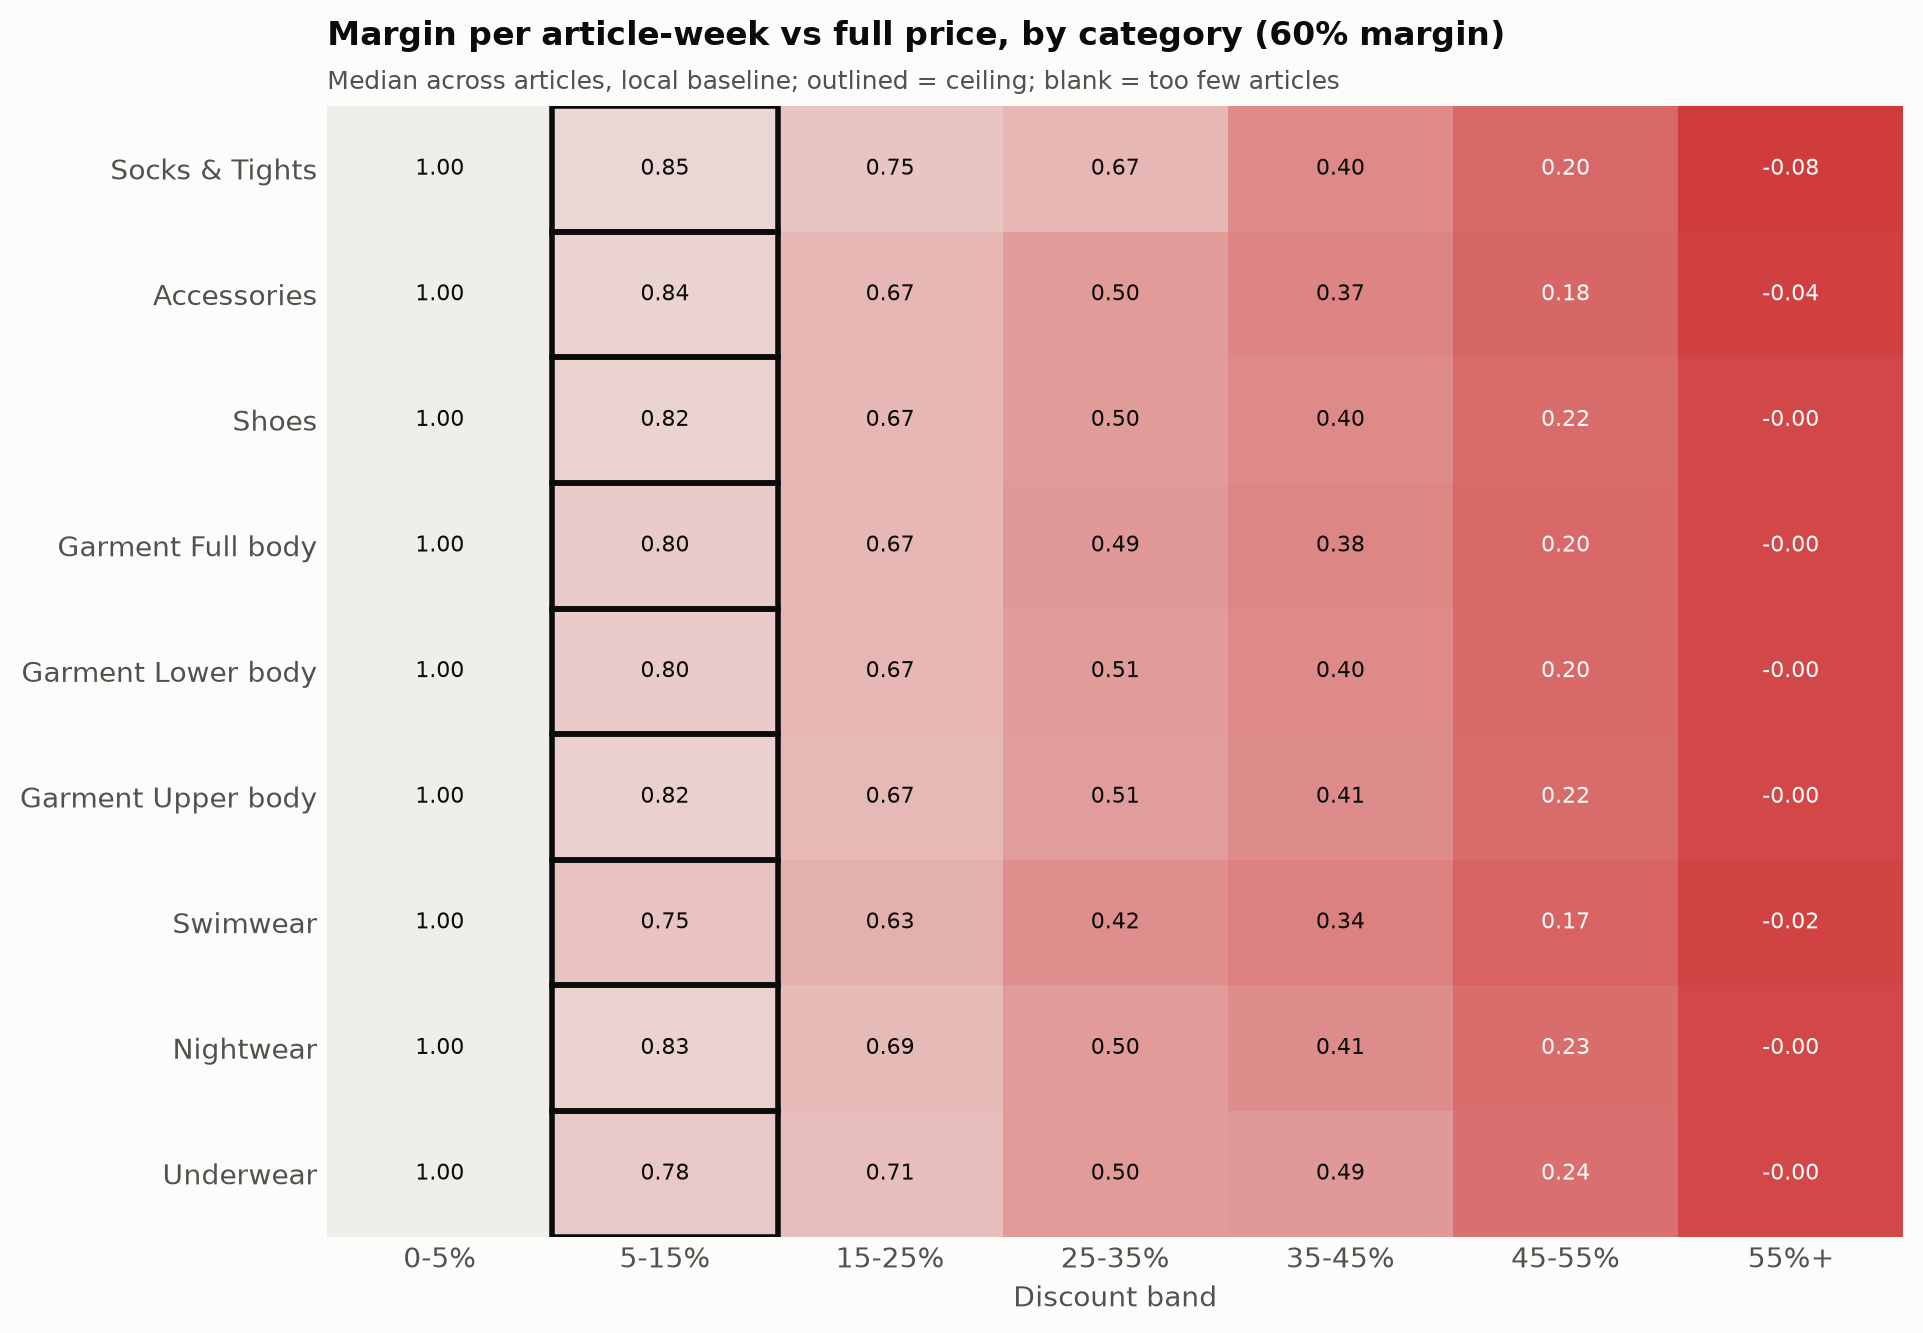 Margin per article-week vs full price, by category (60% margin)
Median across articles, local baseline; outlined = ceiling; blank = too few articles
Socks & Tights 1.00 0.85 0.75 0.67 0.40 0.20 -0.08
Accessories 1.00 0.84 0.67 0.50 0.37 0.18 -0.04
Shoes 1.00 0.82 0.67 0.50 0.40 0.22 -0.00
Garment Full body 1.00 0.80 0.67 0.49 0.38 0.20 -0.00
Garment Lower body 1.00 0.80 0.67 0.51 0.40 0.20 -0.00
Garment Upper body 1.00 0.82 0.67 0.51 0.41 0.22 -0.00
Swimwear 1.00 0.75 0.63 0.42 0.34 0.17 -0.02
Nightwear 1.00 0.83 0.69 0.50 0.41 0.23 -0.00
Underwear 1.00 0.78 0.71 0.50 0.49 0.24 -0.00
0-5% 5-15% 15-25% 25-35% 35-45% 45-55% 55%+
Discount band